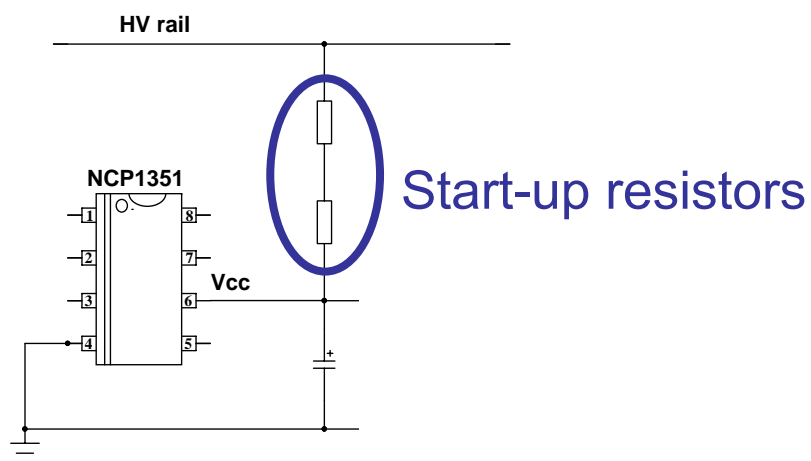 HV rail
NCP1351
Start-up resistors
1 8
2 7
Vcc
3 6
4 5
+